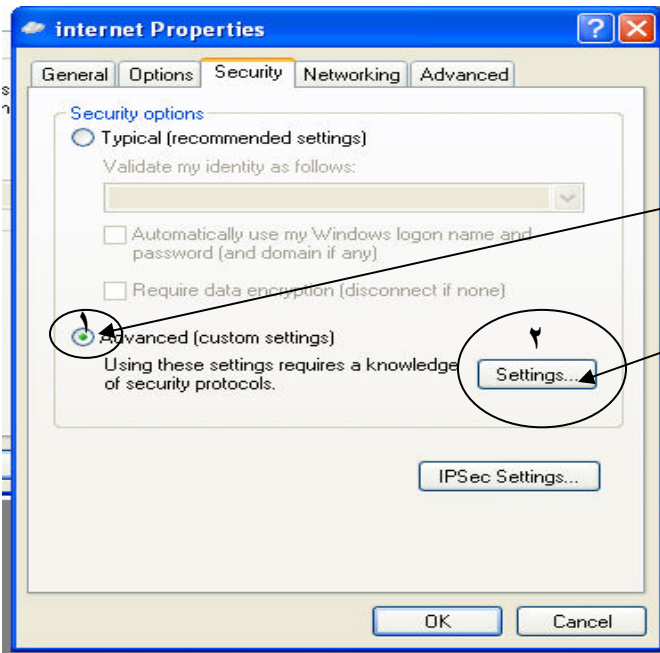 internet Properties
General Options Security Networking Advanced
Security options
Typical (recommended settings)
Validate my identity as follows:
Automatically use my Windows logon name and
password (and domain if any)
Require data encryption (disconnect if none)
١
Advanced (custom settings)
٢
Using these settings requires a knowledge
of security protocols.
Settings...
IPSec Settings...
OK Cancel